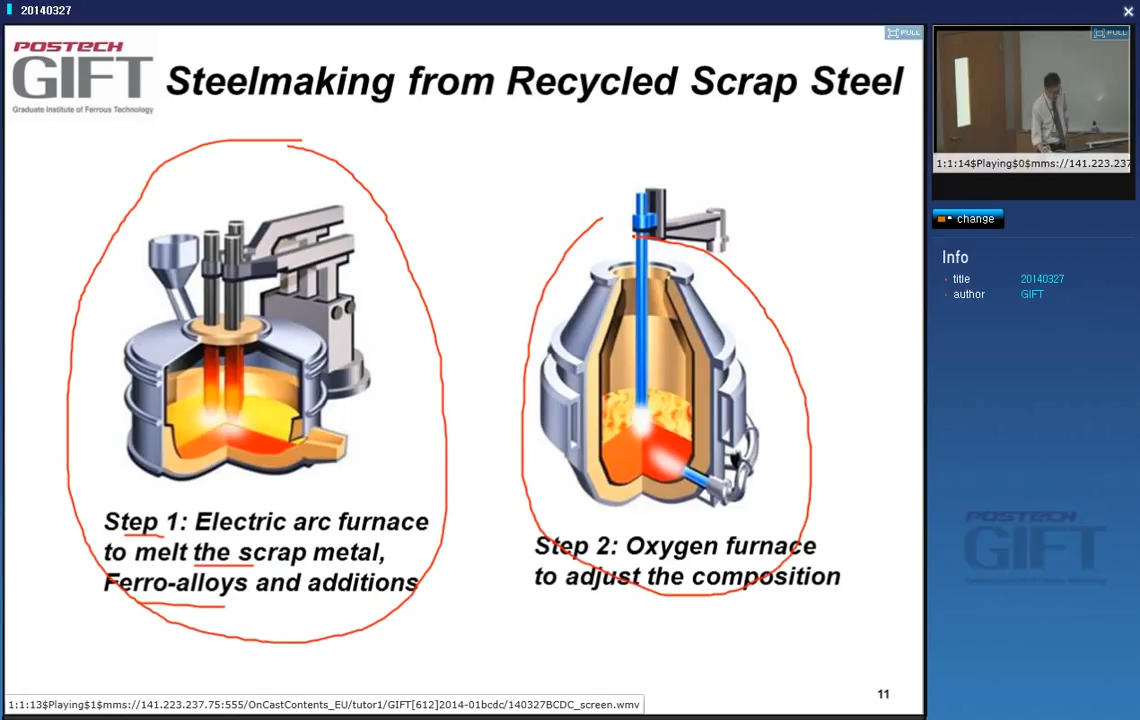 20140327
POSTECH
GIFT
Graduate Institute of Ferrous Technology
Steelmaking from Recycled Scrap Steel
FULL
FULL
1:1:14$Playing$0$mms://141.223.237
change
Info
title 20140327
author GIFT
Step 1: Electric arc furnace
to melt the scrap metal,
Ferro-alloys and additions
Step 2: Oxygen furnace
to adjust the composition
POSTECH
GIFT
11
1:1:13$Playing$1$mms://141.223.237.75:555/OnCastContents_EU/tutor1/GIFT[612]2014-01bcdc/140327BCDC_screen.wmv